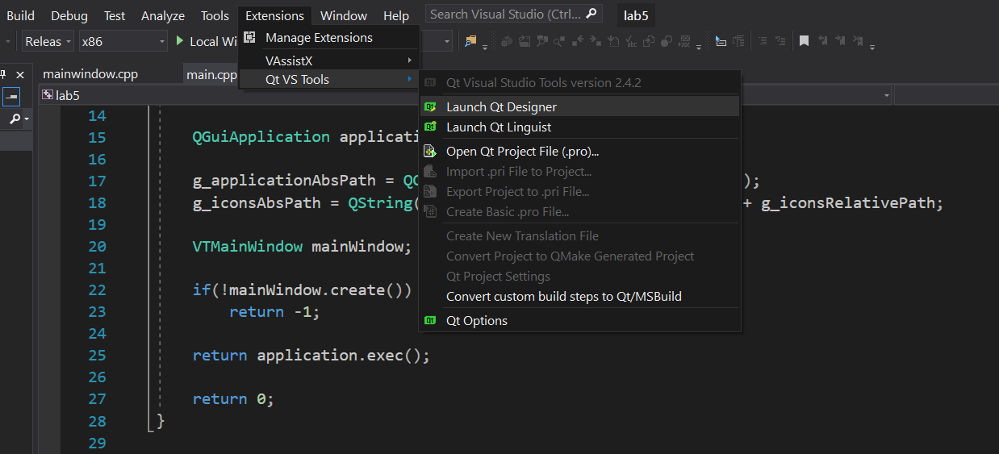 Build Debug Test Analyze Tools Extensions Window Help Search Visual Studio (Ctrl... lab5
Releas x86 Local Wi
Manage Extensions
VAssistX
Qt VS Tools
mainwindow.cpp main.cpp
lab5
Qt Visual Studio Tools version 2.4.2
Launch Qt Designer
Launch Qt Linguist
Open Qt Project File (.pro)...
Import .pri File to Project...
Export Project to .pri File...
Create Basic .pro File...
Create New Translation File
Convert Project to QMake Generated Project
Qt Project Settings
Convert custom build steps to Qt/MSBuild
Qt Options
14
15 QGuiApplication applicati
16
17 g_applicationAbsPath = QC );
18 g_iconsAbsPath = QString( + g_iconsRelativePath;
19
20 VTMainWindow mainWindow;
21
22 if(!mainWindow.create())
23 return -1;
24
25 return application.exec();
26
27 return 0;
28 }
29